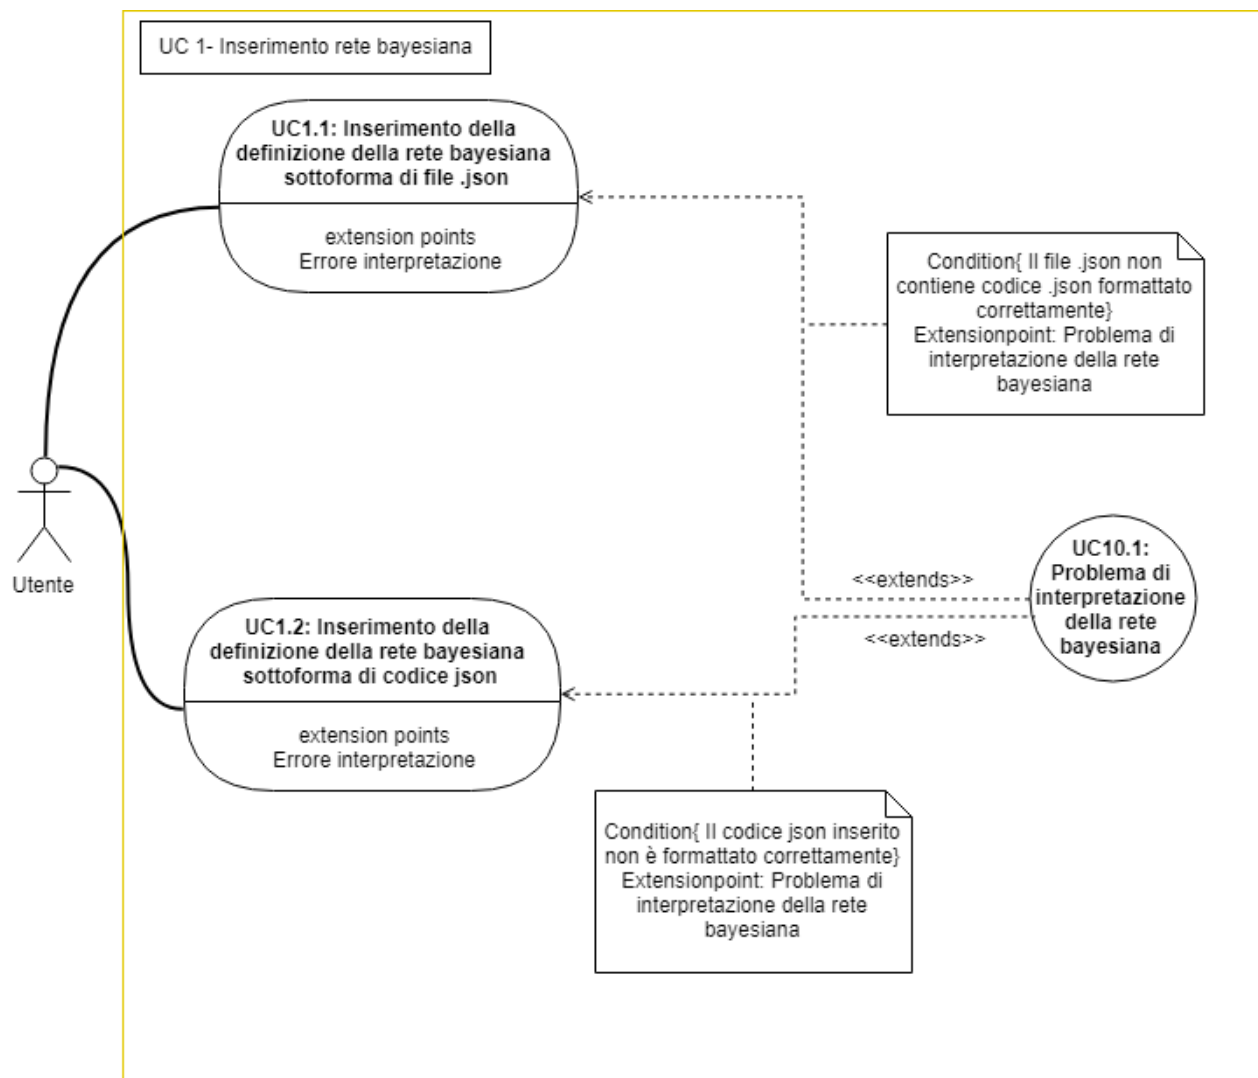 UC 1- Inserimento rete bayesiana
UC1.1: Inserimento della
definizione della rete bayesiana
sottoforma di file .json
extension points
Errore interpretazione
Condition{ Il file .json non
contiene codice .json formattato
correttamente}
Extensionpoint: Problema di
interpretazione della rete
bayesiana
Utente
<<extends>>
<<extends>>
UC10.1:
Problema di
interpretazione
della rete
bayesiana
UC1.2: Inserimento della
definizione della rete bayesiana
sottoforma di codice json
extension points
Errore interpretazione
Condition{ Il codice json inserito
non è formattato correttamente}
Extensionpoint: Problema di
interpretazione della rete
bayesiana